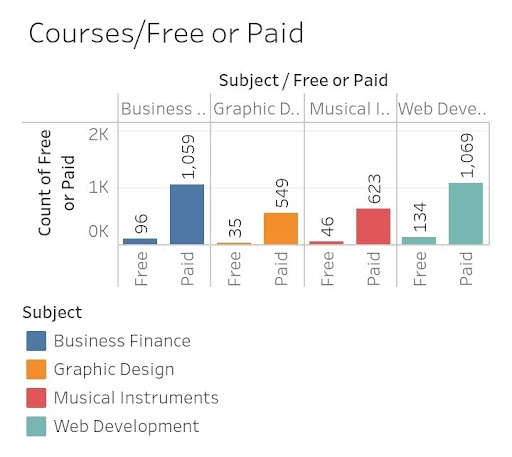 Courses/Free or Paid
Subject / Free or Paid
Business .. Graphic D.. Musical I.. Web Deve..
Count of Free
or Paid
2K
1K
0K
96 1,059 35 549 46 623 134 1,069
Free Paid Free Paid Free Paid Free Paid
Subject
Business Finance
Graphic Design
Musical Instruments
Web Development